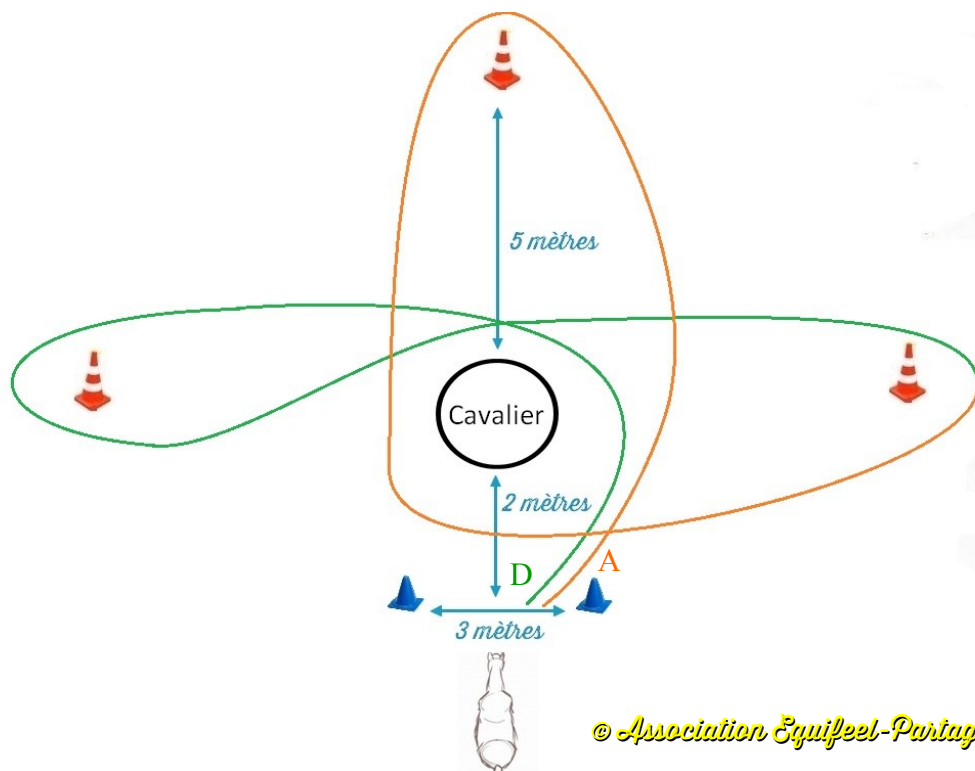 5 mètres
Cavalier
2 mètres
D
A
3 mètres
© Association Equifeel-Partag